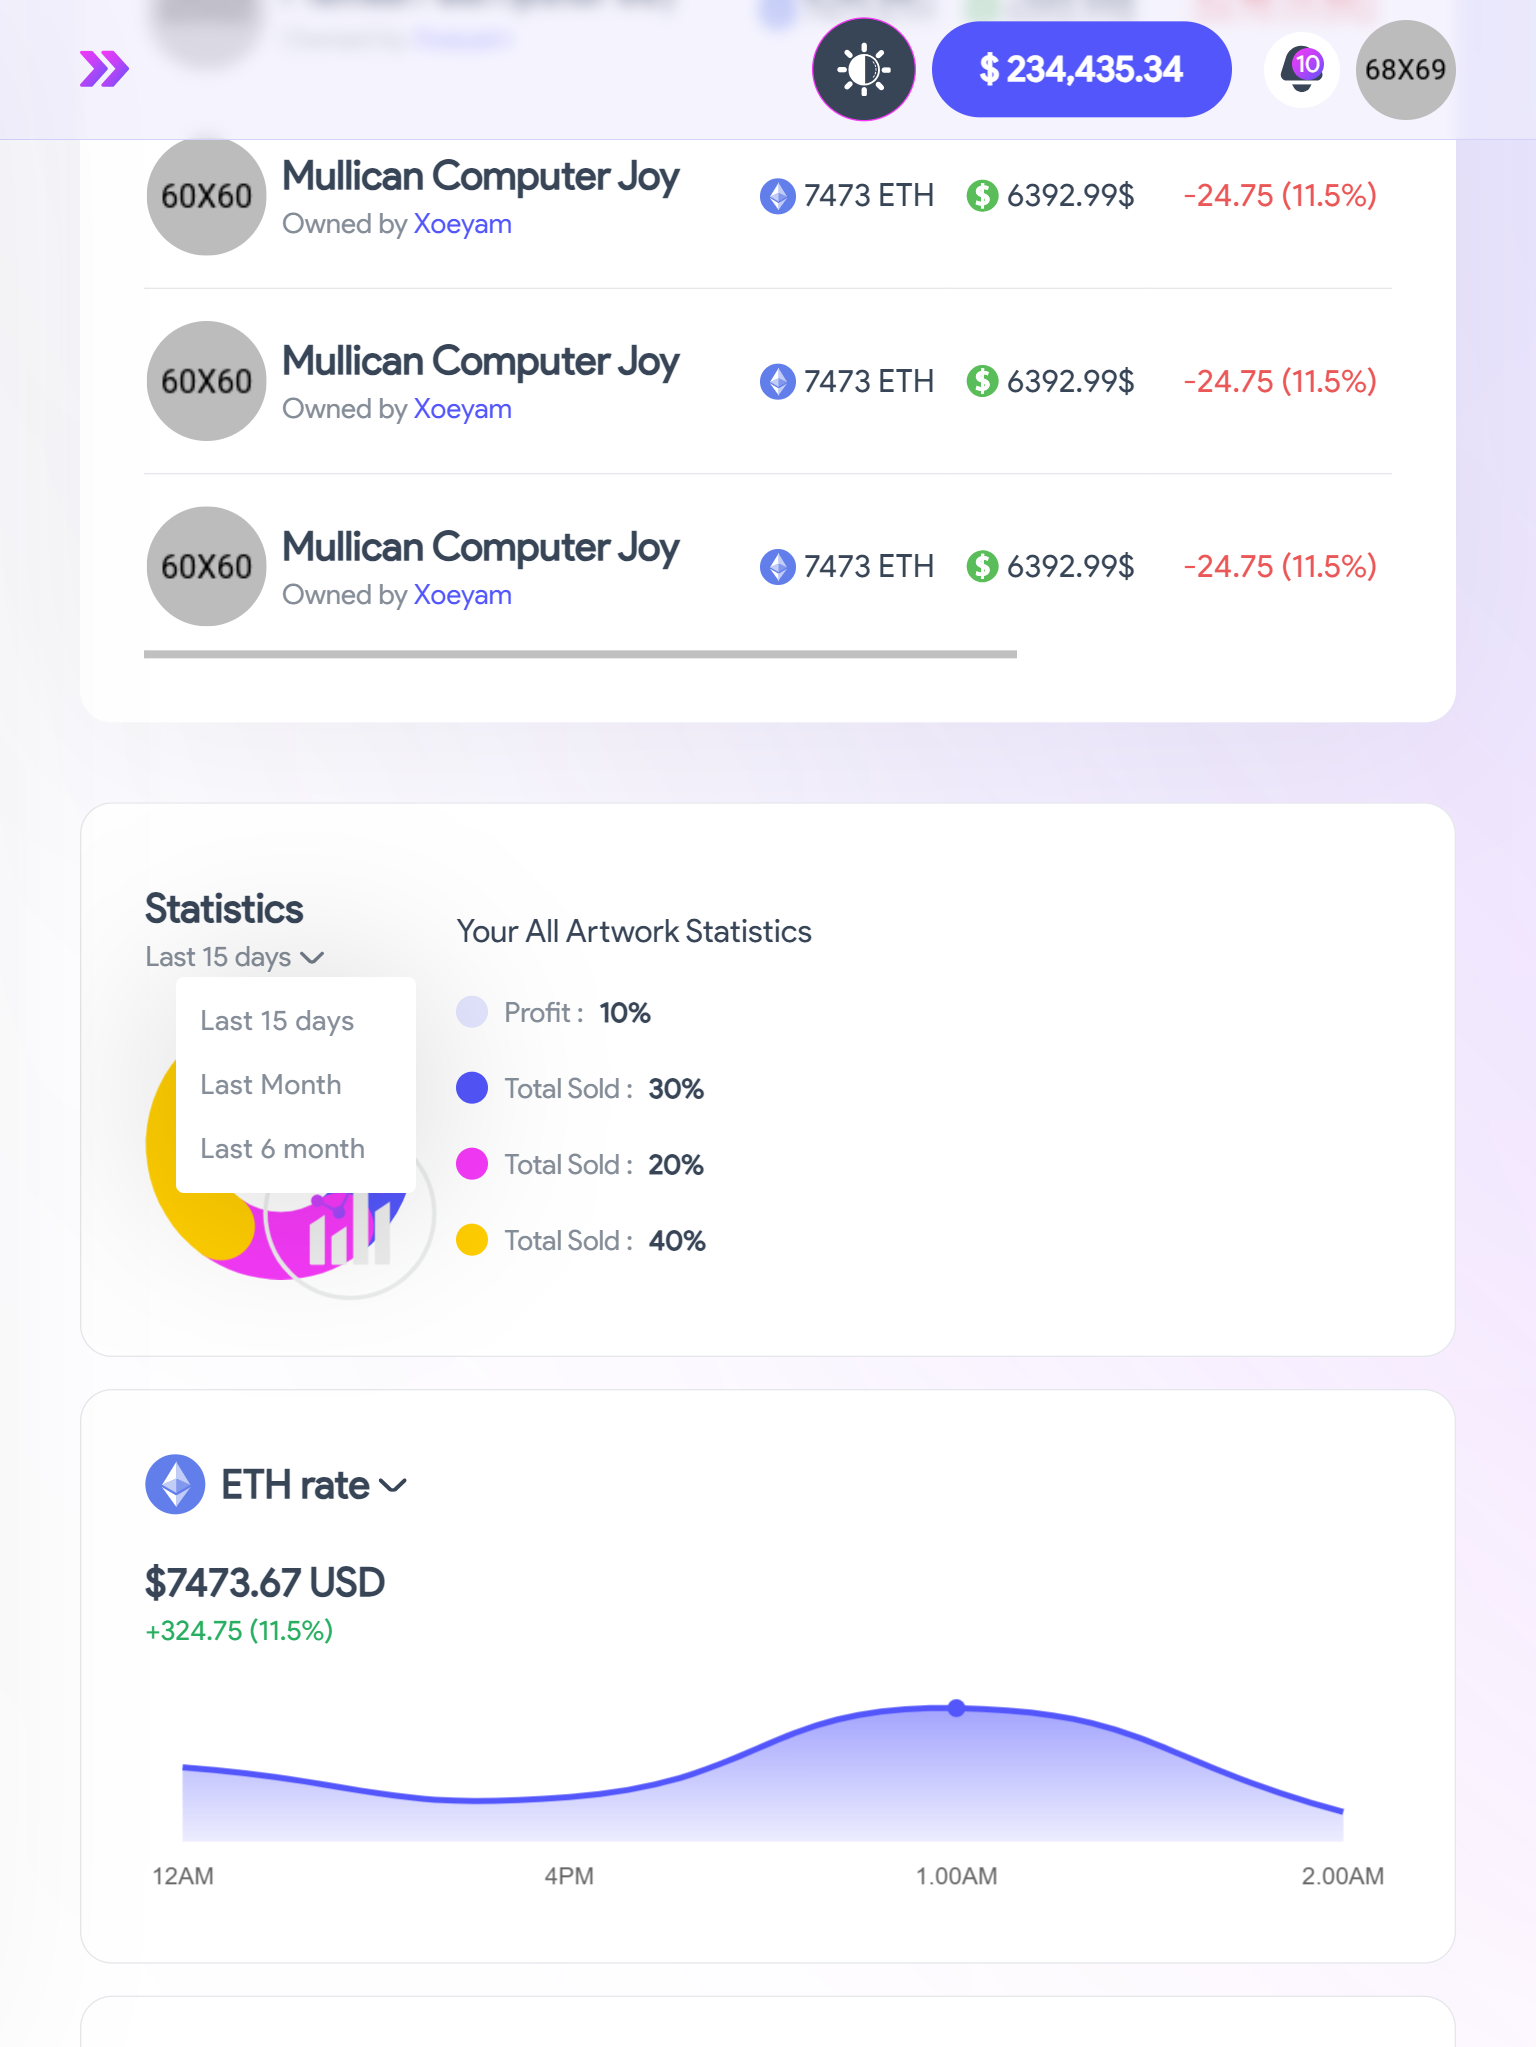 $ 234,435.34
10
68X69
60X60
Mullican Computer Joy
Owned by Xoeyam
7473 ETH
6392.99$
-24.75 (11.5%)
60X60
Mullican Computer Joy
Owned by Xoeyam
7473 ETH
6392.99$
-24.75 (11.5%)
60X60
Mullican Computer Joy
Owned by Xoeyam
7473 ETH
6392.99$
-24.75 (11.5%)
Statistics
Last 15 days
Last 15 days
Last Month
Last 6 month
Your All Artwork Statistics
Profit : 10%
Total Sold : 30%
Total Sold : 20%
Total Sold : 40%
ETH rate
$7473.67 USD
+324.75 (11.5%)
12AM
4PM
1.00AM
2.00AM